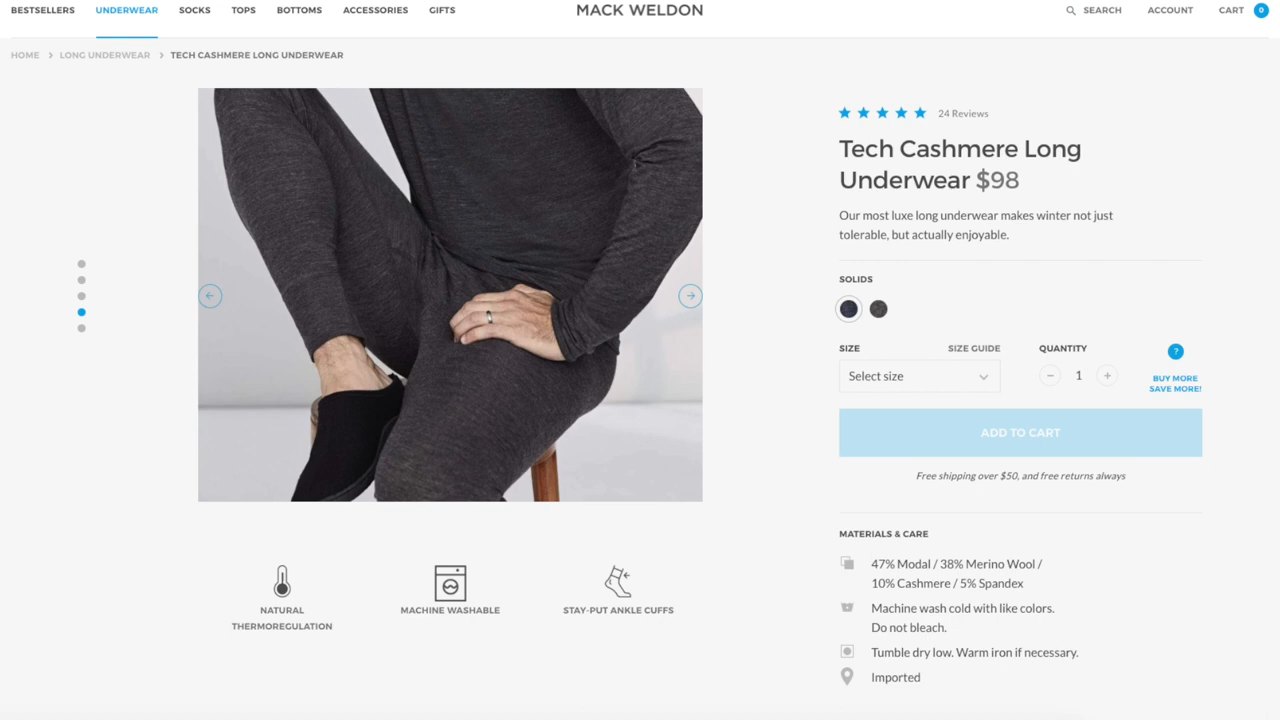 BESTSELLERS UNDERWEAR SOCKS TOPS BOTTOMS ACCESSORIES GIFTS MACK WELDON SEARCH ACCOUNT CART 0
HOME > LONG UNDERWEAR > TECH CASHMERE LONG UNDERWEAR
24 Reviews
Tech Cashmere Long
Underwear $98
Our most luxe long underwear makes winter not just
tolerable, but actually enjoyable.
SOLIDS
SIZE SIZE GUIDE QUANTITY ?
Select size 1 BUY MORE
SAVE MORE!
ADD TO CART
Free shipping over $50, and free returns always
MATERIALS & CARE
47% Modal / 38% Merino Wool /
10% Cashmere / 5% Spandex
Machine wash cold with like colors.
Do not bleach.
Tumble dry low. Warm iron if necessary.
Imported
NATURAL
THERMOREGULATION
MACHINE WASHABLE
STAY-PUT ANKLE CUFFS